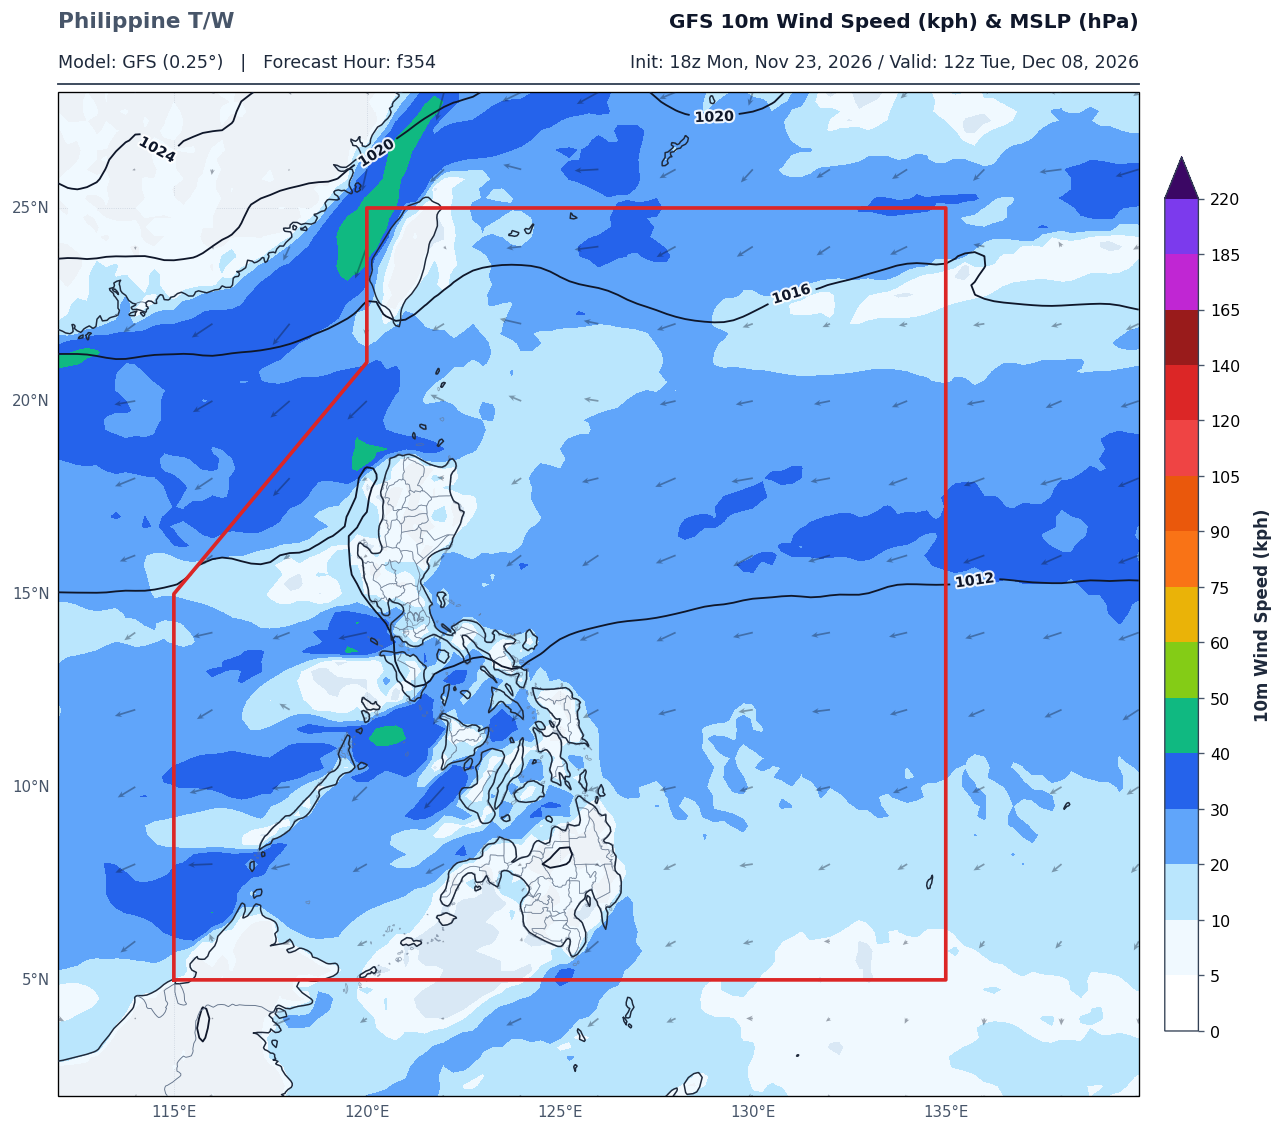 Philippine T/W
GFS 10m Wind Speed (kph) & MSLP (hPa)
Model: GFS (0.25°) | Forecast Hour: f354
Init: 18z Mon, Nov 23, 2026 / Valid: 12z Tue, Dec 08, 2026
1020
1024
1020
1016
1012
25°N
20°N
15°N
10°N
5°N
115°E
120°E
125°E
130°E
135°E
220
185
165
140
120
105
90
75
60
50
40
30
20
10
5
0
10m Wind Speed (kph)